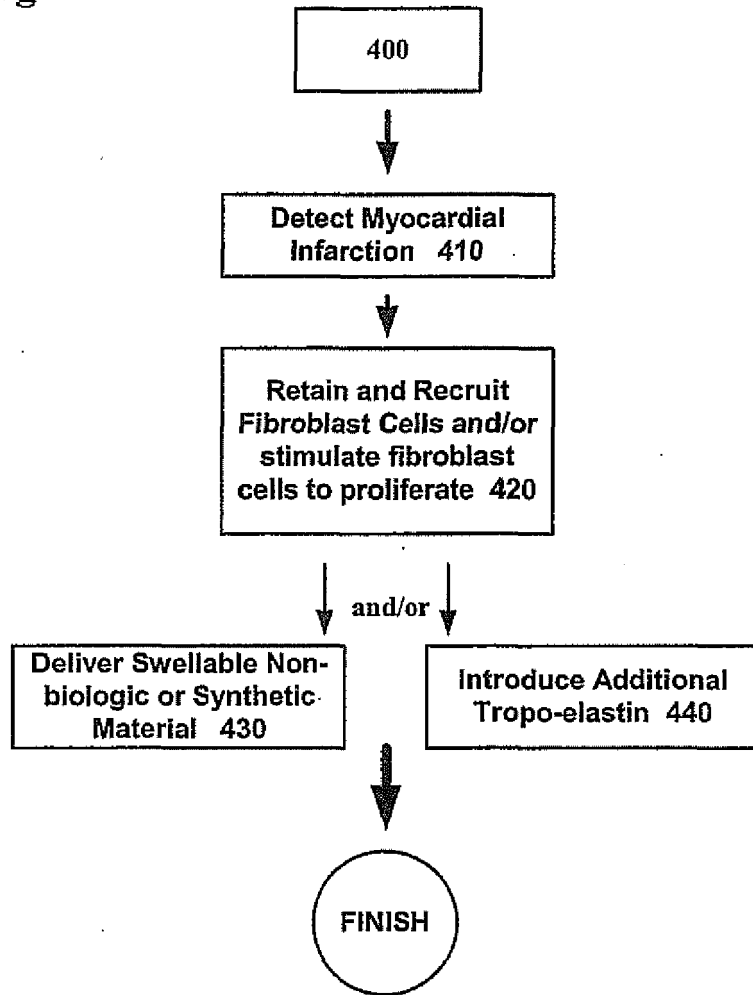 400
Detect Myocardial
Infarction 410
Retain and Recruit
Fibroblast Cells and/or
stimulate fibroblast
cells to proliferate 420
and/or
Deliver Swellable Non-
biologic or Synthetic
Material 430
Introduce Additional
Tropo-elastin 440
FINISH